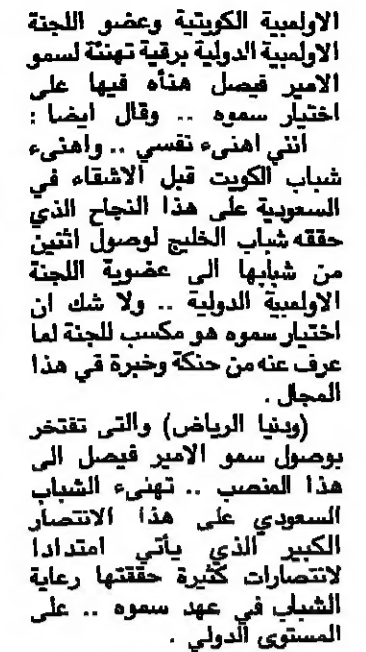 الاولمبية الكويتية وعضو اللجنة
الاولمبية الدولية برقية تهنئة لسمو
الامير فيصل هنأه فيها على
اختيار سموه .. وقال ايضا :
انني اهنىء نفسي .. واهنىء
شباب الكويت قبل الاشقاء في
السعودية على هذا النجاح الذي
حققه شباب الخليج لوصول اثنين
من شبابها الى عضوية اللجنة
الاولمبية الدولية .. ولا شك ان
اختيار سموه هو مكسب للجنة لما
عرف عنه من حنكة وخبرة في هذا
المجال .
(ودنيا الرياض) والتى تفتخر
بوصول سمو الامير فيصل الى
هذا المنصب .. تهنىء الشباب
السعودي على هذا الانتصار
الكبير الذي يأتي امتدادا
لانتصارات كثيرة حققتها رعاية
الشباب في عهد سموه .. على
المستوى الدولي .